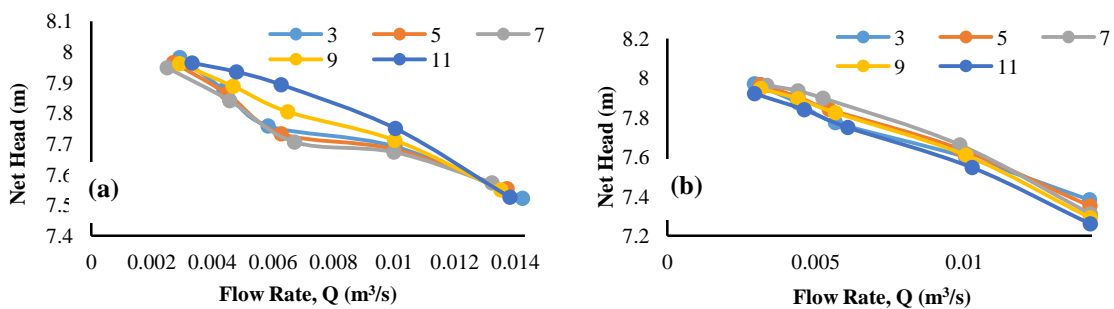 8.1
8
7.9
7.8
7.7
7.6
7.5
7.4
Net Head (m)
3 5 7
9 11
(a)
0 0.002 0.004 0.006 0.008 0.01 0.012 0.014
Flow Rate, Q (m³/s)
8.2
8
7.8
7.6
7.4
7.2
Net Head (m)
3 5 7
9 11
(b)
0 0.005 0.01
Flow Rate, Q (m³/s)